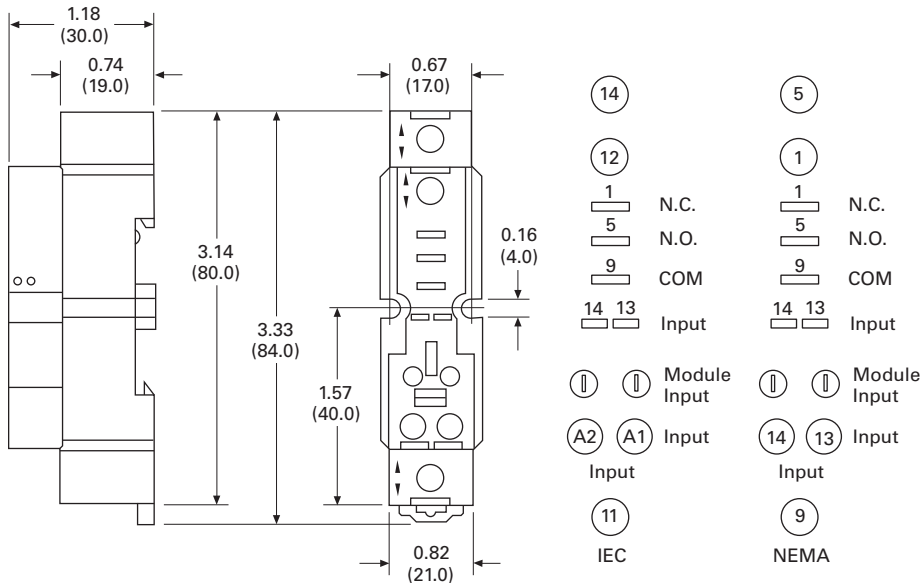 1.18
(30.0)
0.74
(19.0)
3.14
(80.0)
3.33
(84.0)
0.67
(17.0)
0.16
(4.0)
1.57
(40.0)
0.82
(21.0)
14
12
1
N.C.
5
N.O.
9
COM
14 13 Input
Module
Input
A2 A1 Input
Input
11
IEC
5
1
1
N.C.
5
N.O.
9
COM
14 13 Input
Module
Input
14 13 Input
Input
9
NEMA